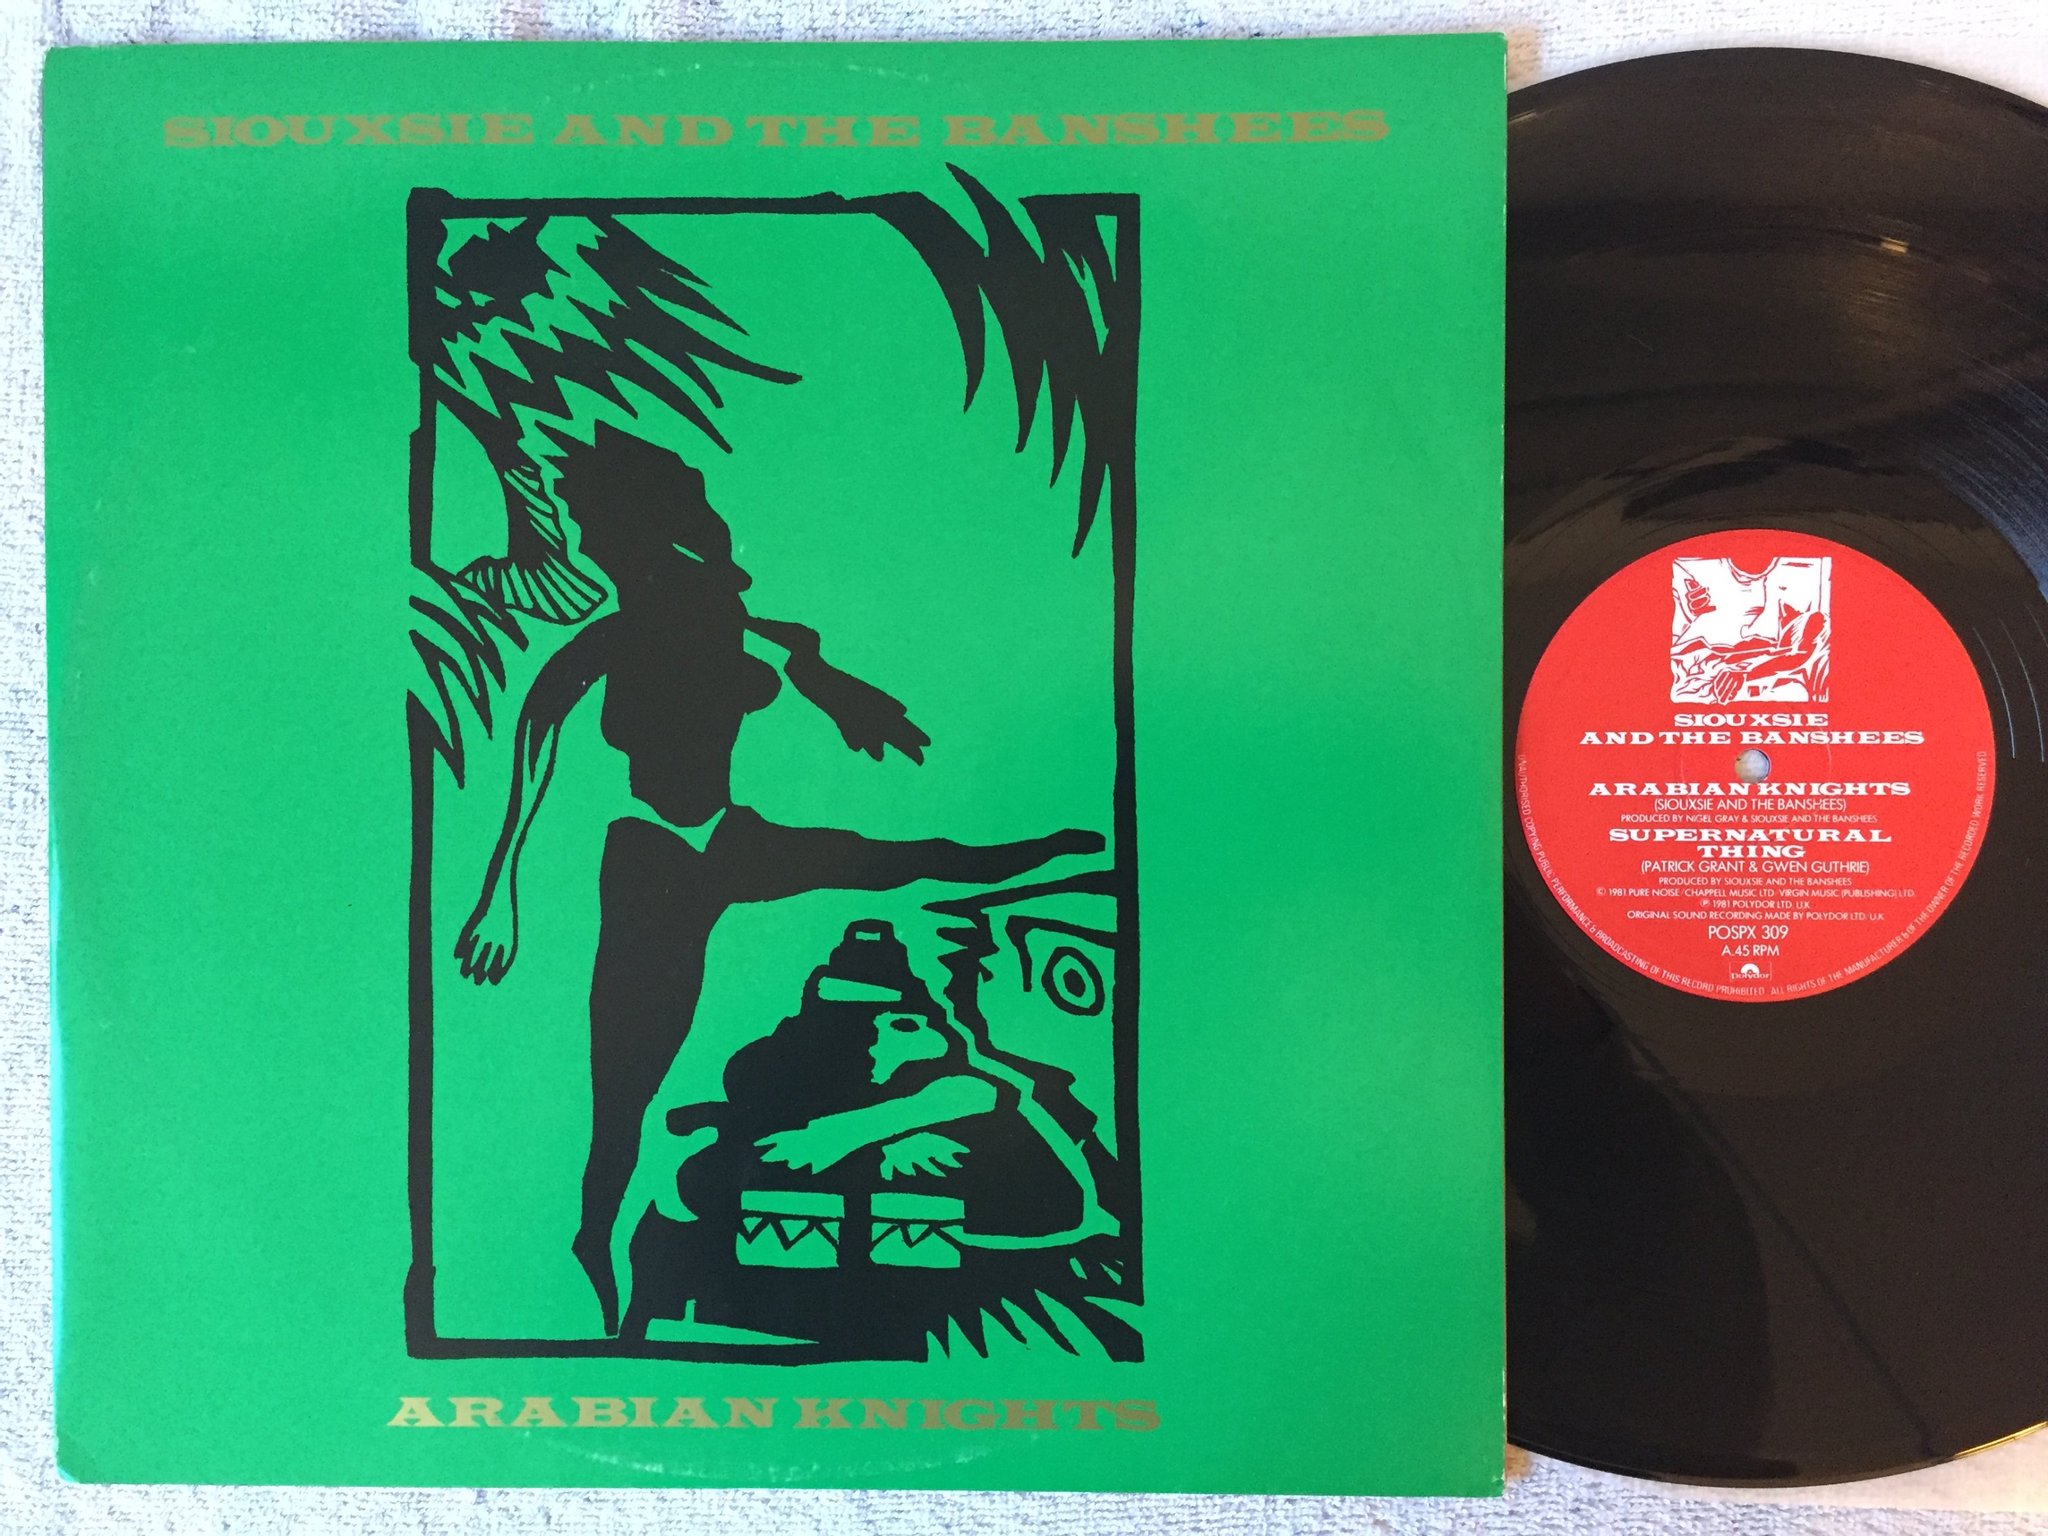 SIOUXSIE AND THE BANSHEES
ARABIAN KNIGHTS
SIOUXSIE
AND THE BANSHEES
ARABIAN KNIGHTS
(SIOUXSIE AND THE BANSHEES)
PRODUCED BY NIGEL GRAY & SIOUXSIE AND THE BANSHEES
SUPERNATURAL
THING
(PATRICK GRANT & GWEN GUTHRIE)
PRODUCED BY SIOUXSIE AND THE BANSHEES
© 1981 PURE NOISE/CHAPPELL MUSIC LTD/VIRGIN MUSIC (PUBLISHING) LTD.
℗ 1981 POLYDOR LTD. U.K
ORIGINAL SOUND RECORDING MADE BY POLYDOR LTD. U.K
POSPX 309
A.45 RPM
polydor
UNAUTHORISED COPYING PUBLIC PERFORMANCE & BROADCASTING OF THIS RECORD PROHIBITED. ALL RIGHTS OF THE MANUFACTURER & OF THE OWNER OF THE RECORDED WORK RESERVED